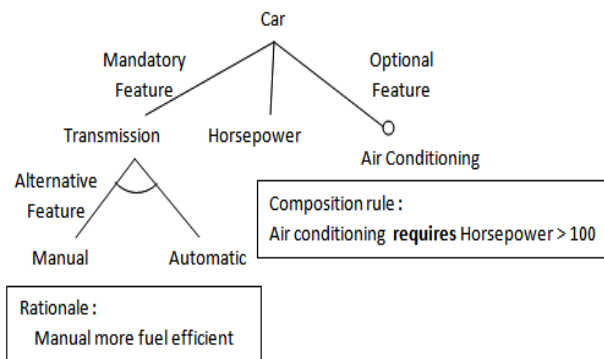 Car
Mandatory
Feature
Optional
Feature
Transmission
Horsepower
Air Conditioning
Alternative
Feature
Manual
Automatic
Composition rule :
Air conditioning requires Horsepower > 100
Rationale :
Manual more fuel efficient